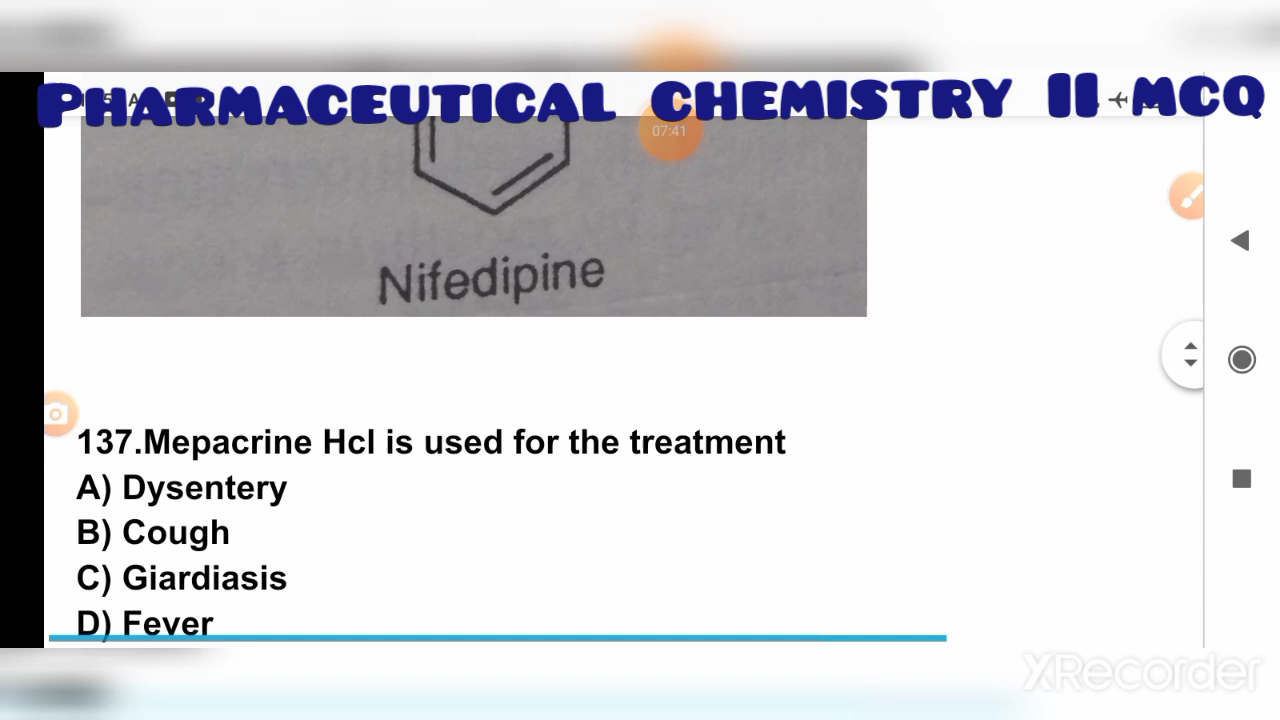 PHARMACEUTICAL CHEMISTRY II MCQ
07:41
Nifedipine
137.Mepacrine Hcl is used for the treatment
A) Dysentery
B) Cough
C) Giardiasis
D) Fever
XRecorder